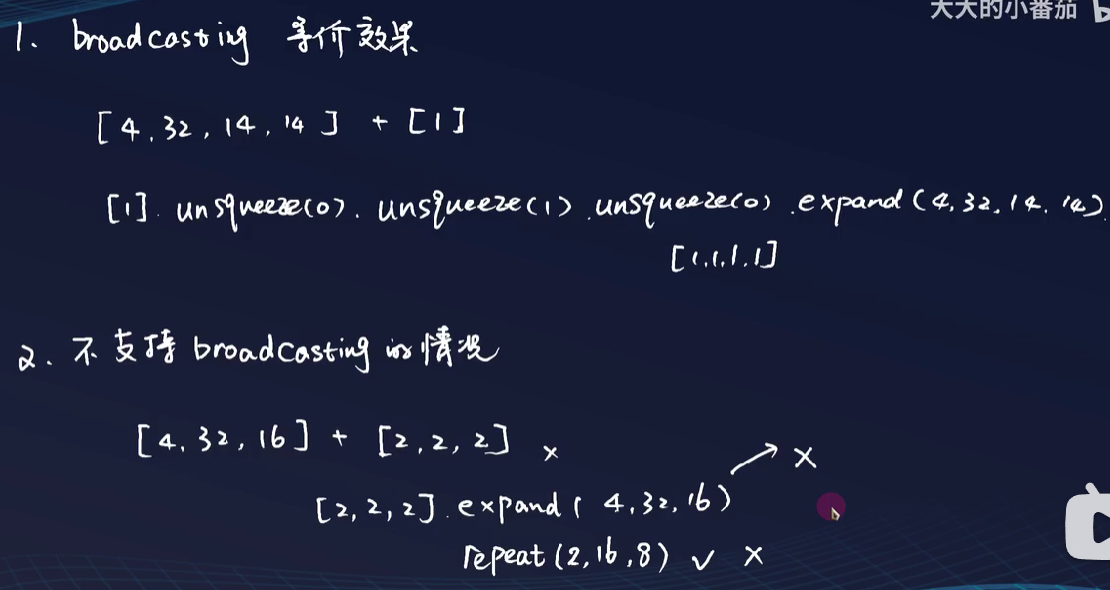 大大的小番茄
1. broadcasting 等价效果
[4, 32, 14, 14] + [1]
[1]. unsqueeze(0). unsqueeze(1). unsqueeze(0). expand(4, 32, 14, 14)
[1, 1, 1, 1]
2. 不支持 broadcasting 的情况
[4, 32, 16] + [2, 2, 2] ×
[2, 2, 2]. expand(4, 32, 16) → ×
repeat(2, 16, 8) ✓ ×